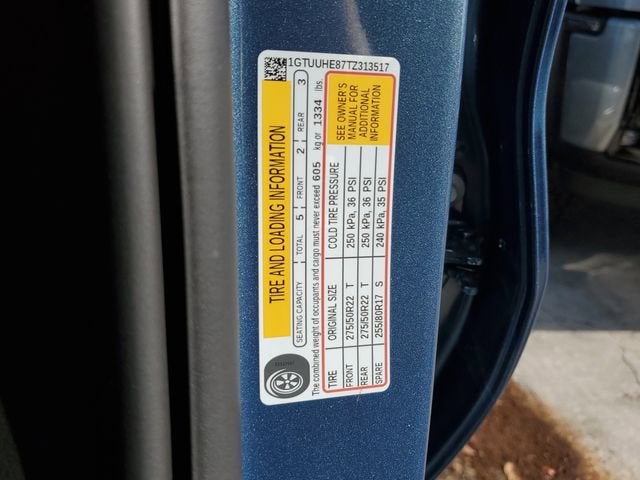 1GTUUHE87TZ313517
TIRE AND LOADING INFORMATION
SEATING CAPACITY TOTAL 5 FRONT 2 REAR 3
The combined weight of occupants and cargo must never exceed 605 kg or 1334 lbs.
TIRE ORIGINAL SIZE COLD TIRE PRESSURE
FRONT 275/50R22 T 250 kPa, 36 PSI
REAR 275/50R22 T 250 kPa, 36 PSI
SPARE 255/80R17 S 240 kPa, 35 PSI
SEE OWNER'S
MANUAL FOR
ADDITIONAL
INFORMATION